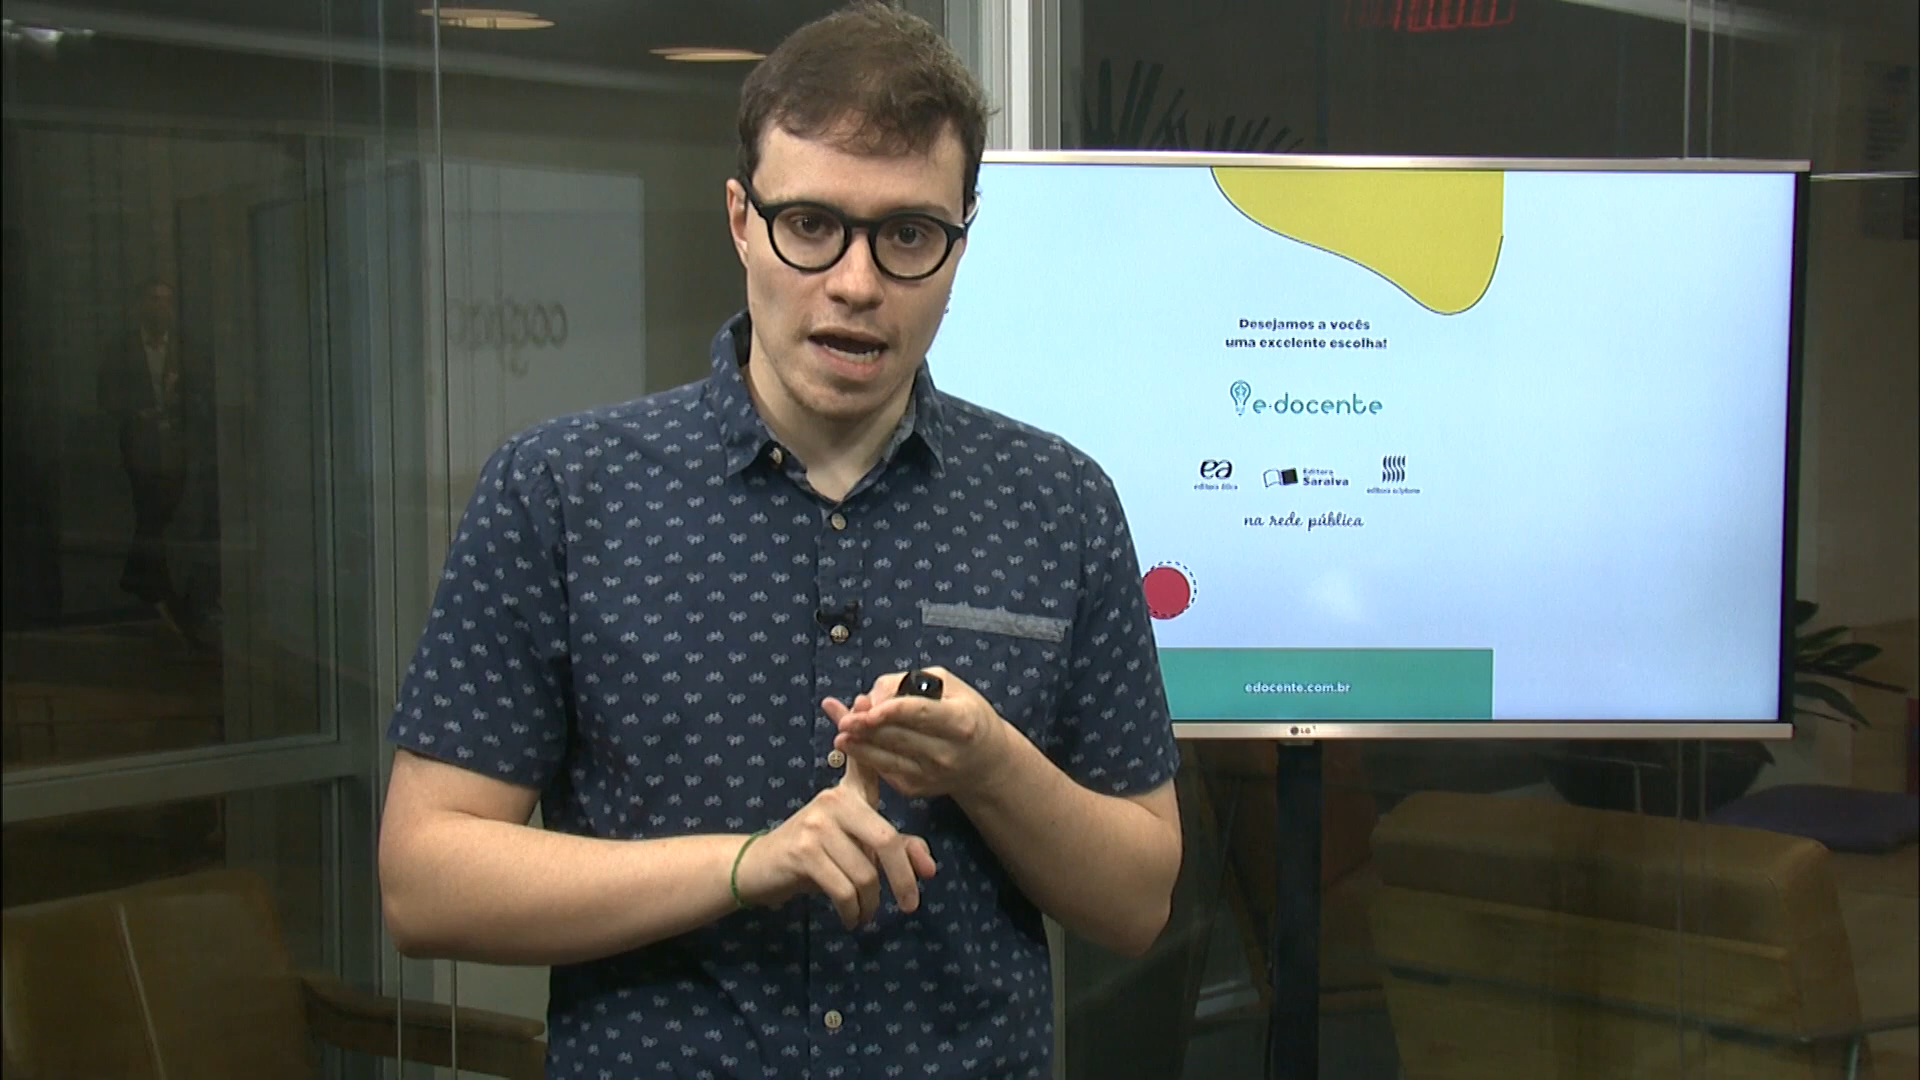 Desejamos a vocês
uma excelente escolha!
e·docente
ea
editora ática
Editora
Saraiva
editora scipione
na rede pública
edocente.com.br
LG